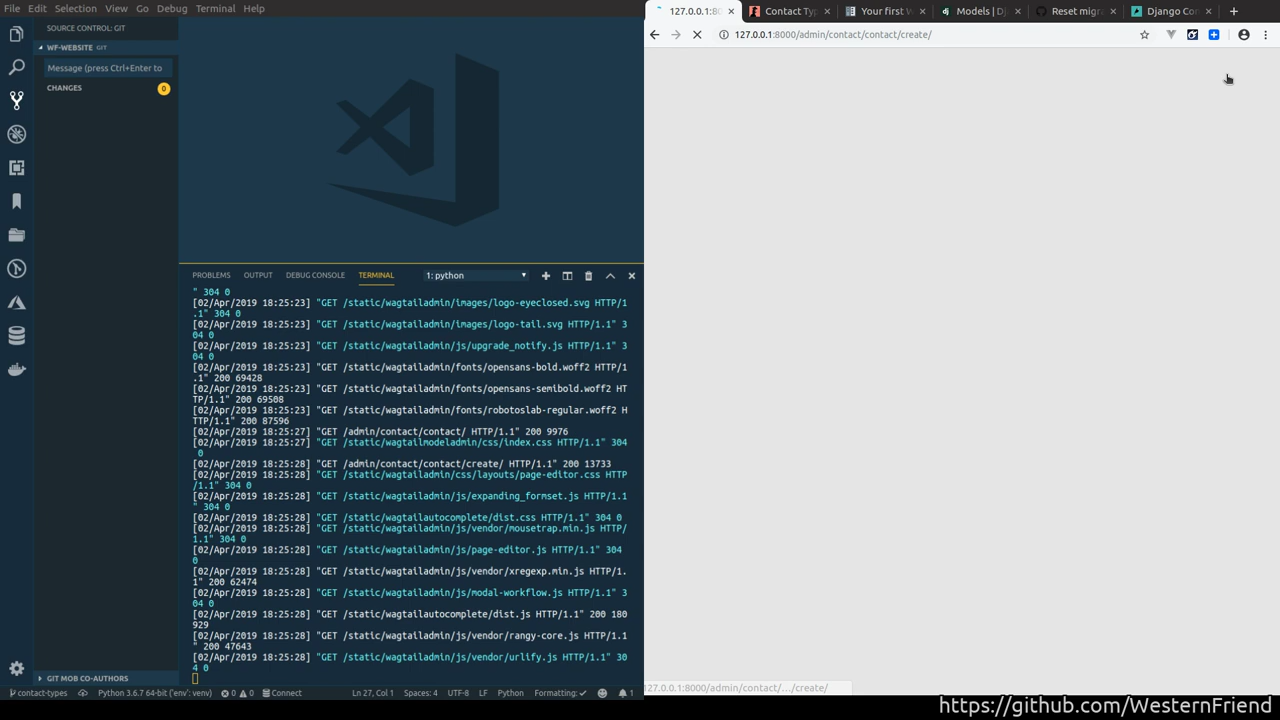 File Edit Selection View Go Debug Terminal Help
SOURCE CONTROL: GIT
WF-WEBSITE GIT
Message (press Ctrl+Enter to
CHANGES 0
PROBLEMS OUTPUT DEBUG CONSOLE TERMINAL 1: python
" 304 0
[02/Apr/2019 18:25:23] "GET /static/wagtailadmin/images/logo-eyeclosed.svg HTTP/1
.1" 304 0
[02/Apr/2019 18:25:23] "GET /static/wagtailadmin/images/logo-tail.svg HTTP/1.1" 3
04 0
[02/Apr/2019 18:25:23] "GET /static/wagtailadmin/js/upgrade_notify.js HTTP/1.1" 3
04 0
[02/Apr/2019 18:25:23] "GET /static/wagtailadmin/fonts/opensans-bold.woff2 HTTP/1
.1" 200 69428
[02/Apr/2019 18:25:23] "GET /static/wagtailadmin/fonts/opensans-semibold.woff2 HT
TP/1.1" 200 69508
[02/Apr/2019 18:25:23] "GET /static/wagtailadmin/fonts/robotoslab-regular.woff2 H
TTP/1.1" 200 87596
[02/Apr/2019 18:25:27] "GET /admin/contact/contact/ HTTP/1.1" 200 9976
[02/Apr/2019 18:25:27] "GET /static/wagtailmodeladmin/css/index.css HTTP/1.1" 304
0
[02/Apr/2019 18:25:28] "GET /admin/contact/contact/create/ HTTP/1.1" 200 13733
[02/Apr/2019 18:25:28] "GET /static/wagtailadmin/css/layouts/page-editor.css HTTP
/1.1" 304 0
[02/Apr/2019 18:25:28] "GET /static/wagtailadmin/js/expanding_formset.js HTTP/1.1
" 304 0
[02/Apr/2019 18:25:28] "GET /static/wagtailautocomplete/dist.css HTTP/1.1" 304 0
[02/Apr/2019 18:25:28] "GET /static/wagtailadmin/js/vendor/mousetrap.min.js HTTP/
1.1" 304 0
[02/Apr/2019 18:25:28] "GET /static/wagtailadmin/js/page-editor.js HTTP/1.1" 304
0
[02/Apr/2019 18:25:28] "GET /static/wagtailadmin/js/vendor/xregexp.min.js HTTP/1.
1" 200 62474
[02/Apr/2019 18:25:28] "GET /static/wagtailadmin/js/modal-workflow.js HTTP/1.1" 3
04 0
[02/Apr/2019 18:25:28] "GET /static/wagtailautocomplete/dist.js HTTP/1.1" 200 180
929
[02/Apr/2019 18:25:28] "GET /static/wagtailadmin/js/vendor/rangy-core.js HTTP/1.1
" 200 47643
[02/Apr/2019 18:25:28] "GET /static/wagtailadmin/js/vendor/urlify.js HTTP/1.1" 30
4 0
GIT MOB CO-AUTHORS
contact-types Python 3.6.7 64-bit ('env': venv) 0 0 Connect Ln 27, Col 1 Spaces: 4 UTF-8 LF Python Formatting: ✓ 1
127.0.0.1:80 Contact Typ Your first W Models | Dj Reset migra Django Con
127.0.0.1:8000/admin/contact/contact/create/
127.0.0.1:8000/admin/contact/.../create/
https://github.com/WesternFriend